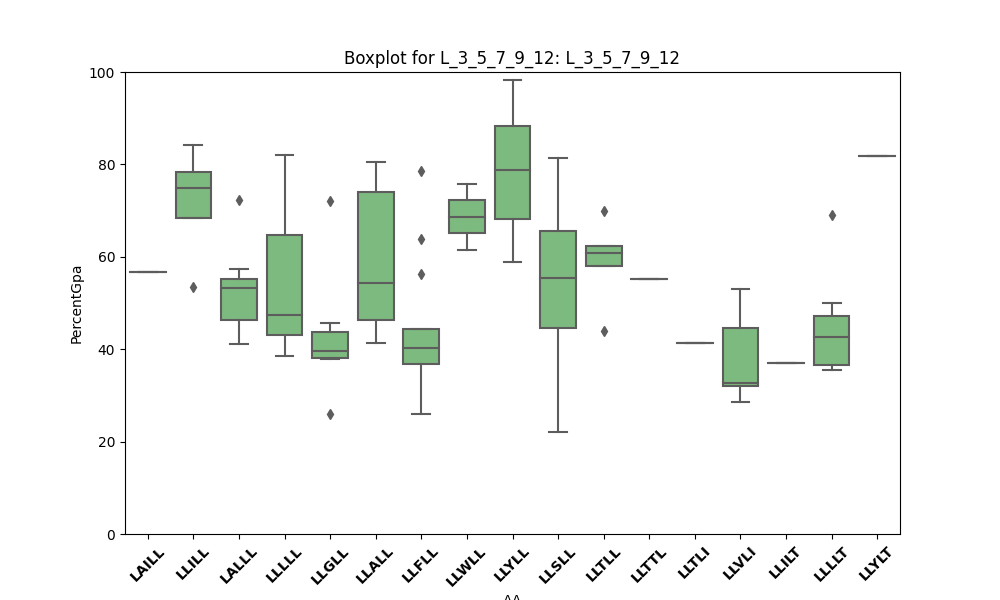 Boxplot for L_3_5_7_9_12: L_3_5_7_9_12
100
80
60
40
20
0
PercentGpa
LAILL LLILL LALLL LLLLL LLGLL LLALL LLFLL LLWLL LLYLL LLSLL LLTLL LLTTL LLTLI LLVLI LLILT LLLLT LLYLT
AA